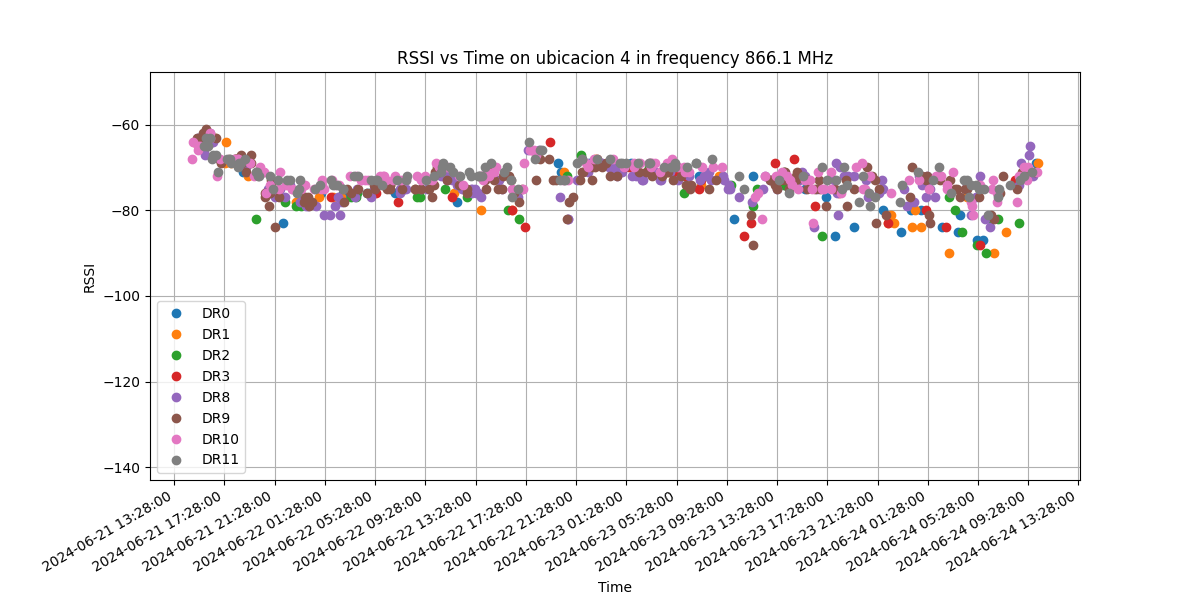 RSSI vs Time on ubicacion 4 in frequency 866.1 MHz
RSSI
−60
−80
−100
−120
−140
DR0
DR1
DR2
DR3
DR8
DR9
DR10
DR11
2024-06-21 13:28:00
2024-06-21 17:28:00
2024-06-21 21:28:00
2024-06-22 01:28:00
2024-06-22 05:28:00
2024-06-22 09:28:00
2024-06-22 13:28:00
2024-06-22 17:28:00
2024-06-22 21:28:00
2024-06-23 01:28:00
2024-06-23 05:28:00
2024-06-23 09:28:00
2024-06-23 13:28:00
2024-06-23 17:28:00
2024-06-23 21:28:00
2024-06-24 01:28:00
2024-06-24 05:28:00
2024-06-24 09:28:00
2024-06-24 13:28:00
Time